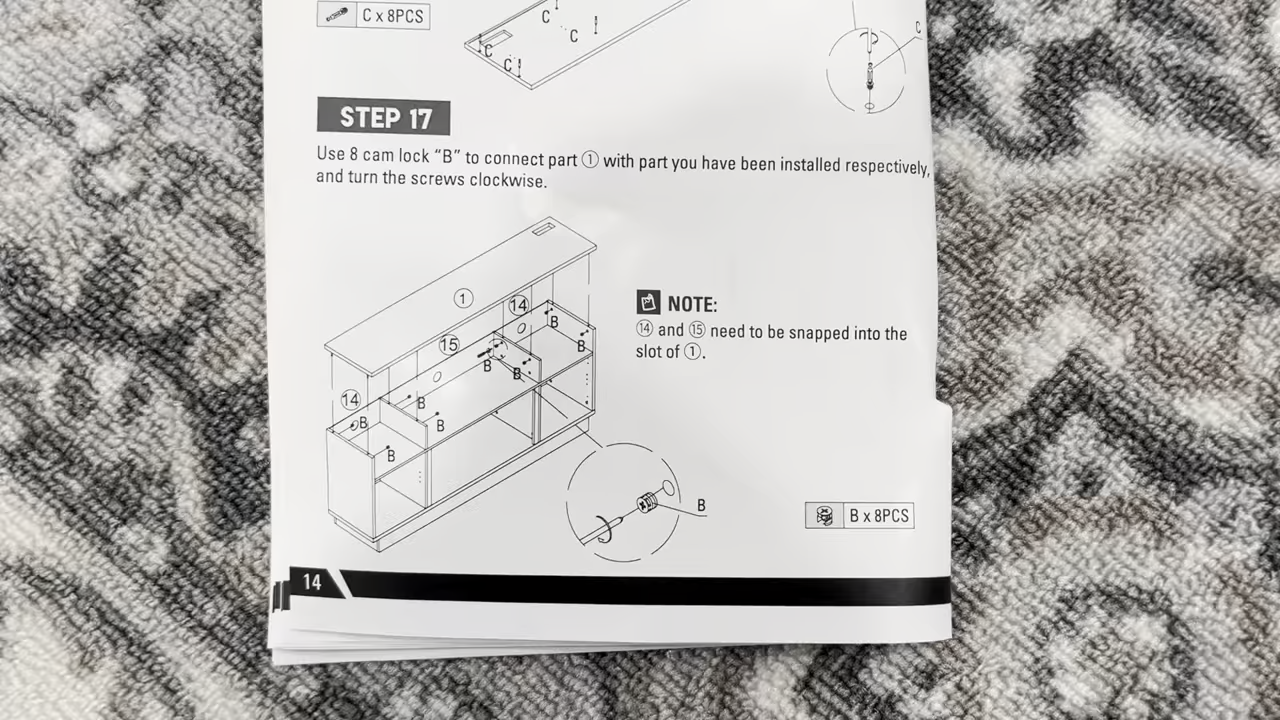 C x 8PCS
C
C
C
C
C
STEP 17
Use 8 cam lock “B” to connect part ① with part you have been installed respectively,
and turn the screws clockwise.
①
⑭
B
⑮
B
B
B
⑭
B
B
B
B
NOTE:
⑭ and ⑮ need to be snapped into the
slot of ①.
B
B x 8PCS
14